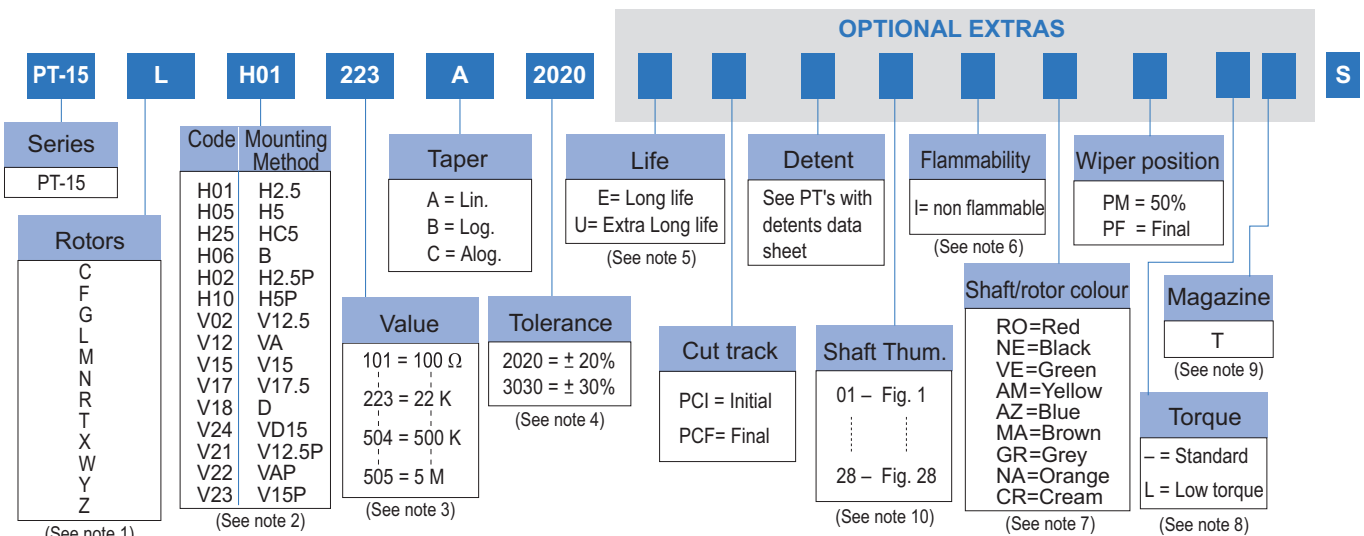 OPTIONAL EXTRAS
PT-15 L H01 223 A 2020 S
Series
PT-15
Rotors
C
F
G
L
M
N
R
T
X
W
Y
Z
(See note 1)
Code Mounting Method
H01 H2.5
H05 H5
H25 HC5
H06 B
H02 H2.5P
H10 H5P
V02 V12.5
V12 VA
V15 V15
V17 V17.5
V18 D
V24 VD15
V21 V12.5P
V22 VAP
V23 V15P
(See note 2)
Taper
A = Lin.
B = Log.
C = Alog.
Value
101 = 100 Ω
223 = 22 K
504 = 500 K
505 = 5 M
(See note 3)
Tolerance
2020 = ± 20%
3030 = ± 30%
(See note 4)
Life
E= Long life
U= Extra Long life
(See note 5)
Cut track
PCI = Initial
PCF= Final
Detent
See PT's with
detents data
sheet
Shaft Thum.
01 – Fig. 1
28 – Fig. 28
(See note 10)
Flammability
I= non flammable
(See note 6)
Shaft/rotor colour
RO=Red
NE=Black
VE=Green
AM=Yellow
AZ=Blue
MA=Brown
GR=Grey
NA=Orange
CR=Cream
(See note 7)
Wiper position
PM = 50%
PF = Final
Torque
– = Standard
L = Low torque
(See note 8)
Magazine
T
(See note 9)